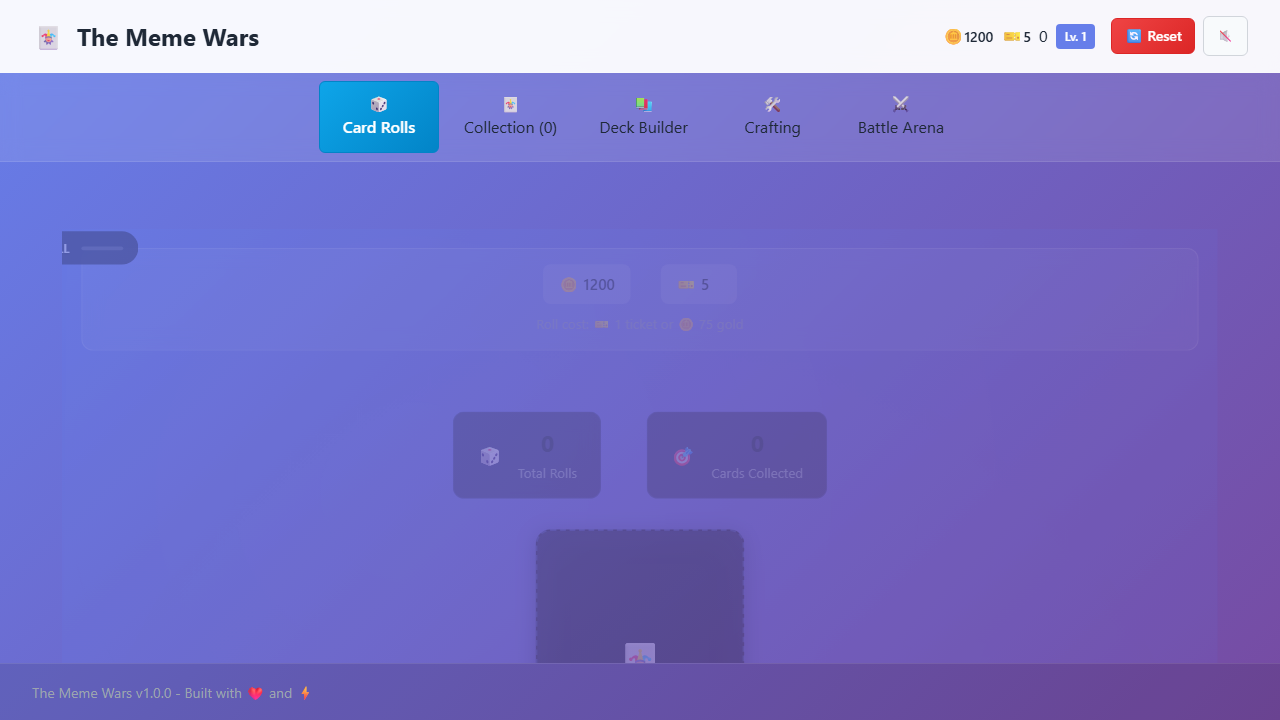 The Meme Wars
1200 5 0 Lv. 1 Reset
Card Rolls
Collection (0)
Deck Builder
Crafting
Battle Arena
L
1200
5
Roll cost: 1 ticket or 75 gold
0
Total Rolls
0
Cards Collected
The Meme Wars v1.0.0 - Built with ❤️ and ⚡